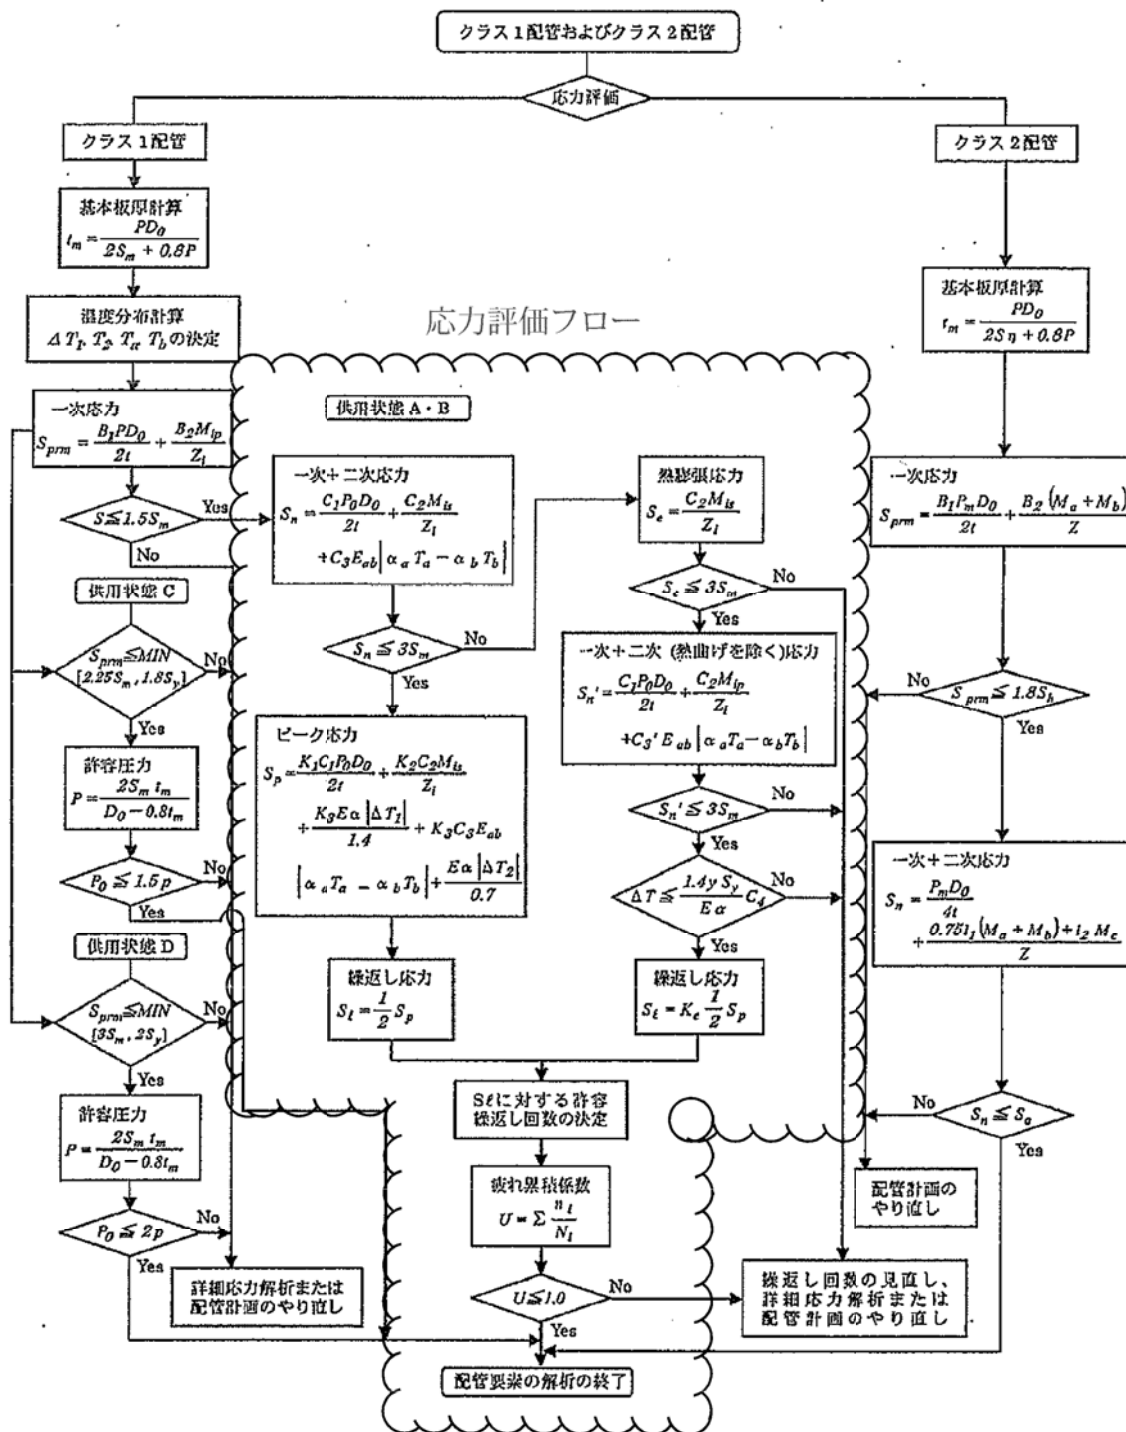 クラス1配管およびクラス2配管
応力評価
クラス1配管
基本板厚計算
t_m = PD_0 / (2S_m + 0.8P)
温度分布計算
ΔT_1, T_2, T_a, T_bの決定
一次応力
S_prm = B_1PD_0 / 2t + B_2M_ip / Z_i
S≦1.5S_m
Yes
No
供用状態 C
S_prm≦MIN
[2.25S_m, 1.8S_y]
No
Yes
許容圧力
P = 2S_m t_m / (D_0 − 0.8t_m)
P_0 ≦ 1.5p
No
Yes
供用状態 D
S_prm≦MIN
[3S_m, 2S_y]
No
Yes
許容圧力
P = 2S_m t_m / (D_0 − 0.8t_m)
P_0 ≦ 2p
No
Yes
詳細応力解析または
配管計画のやり直し
応力評価フロー
供用状態 A・B
一次+二次応力
S_n = C_1P_0D_0 / 2t + C_2M_is / Z_i
+C_3E_ab|α_a T_a − α_b T_b|
S_n ≦ 3S_m
No
Yes
ピーク応力
S_p = K_1C_1P_0D_0 / 2t + K_2C_2M_is / Z_i
+ K_3Eα|ΔT_1| / 1.4 + K_3C_3E_ab
|α_a T_a − α_b T_b| + Eα|ΔT_2| / 0.7
繰返し応力
S_ℓ = 1/2 S_p
熱膨張応力
S_e = C_2M_is / Z_i
S_e ≦ 3S_m
No
Yes
一次+二次 (熱曲げを除く)応力
S_n' = C_1P_0D_0 / 2t + C_2M_ip / Z_i
+C_3' E_ab|α_a T_a − α_b T_b|
S_n' ≦ 3S_m
No
Yes
ΔT ≦ 1.4y S_y / Eα C_4
No
Yes
繰返し応力
S_ℓ = K_e 1/2 S_p
Sℓに対する許容
繰返し回数の決定
疲れ累積係数
U = Σ n_i / N_i
U≦1.0
No
Yes
繰返し回数の見直し、
詳細応力解析または
配管計画のやり直し
配管要素の解析の終了
クラス2配管
基本板厚計算
t_m = PD_0 / (2Sη + 0.8P)
一次応力
S_prm = B_1P_mD_0 / 2t + B_2(M_a + M_b) / Z
S_prm ≦ 1.8S_h
No
Yes
一次+二次応力
S_n = P_mD_0 / 4t
+ 0.75i_1(M_a + M_b) + i_2 M_c / Z
S_n ≦ S_a
No
Yes
配管計画の
やり直し